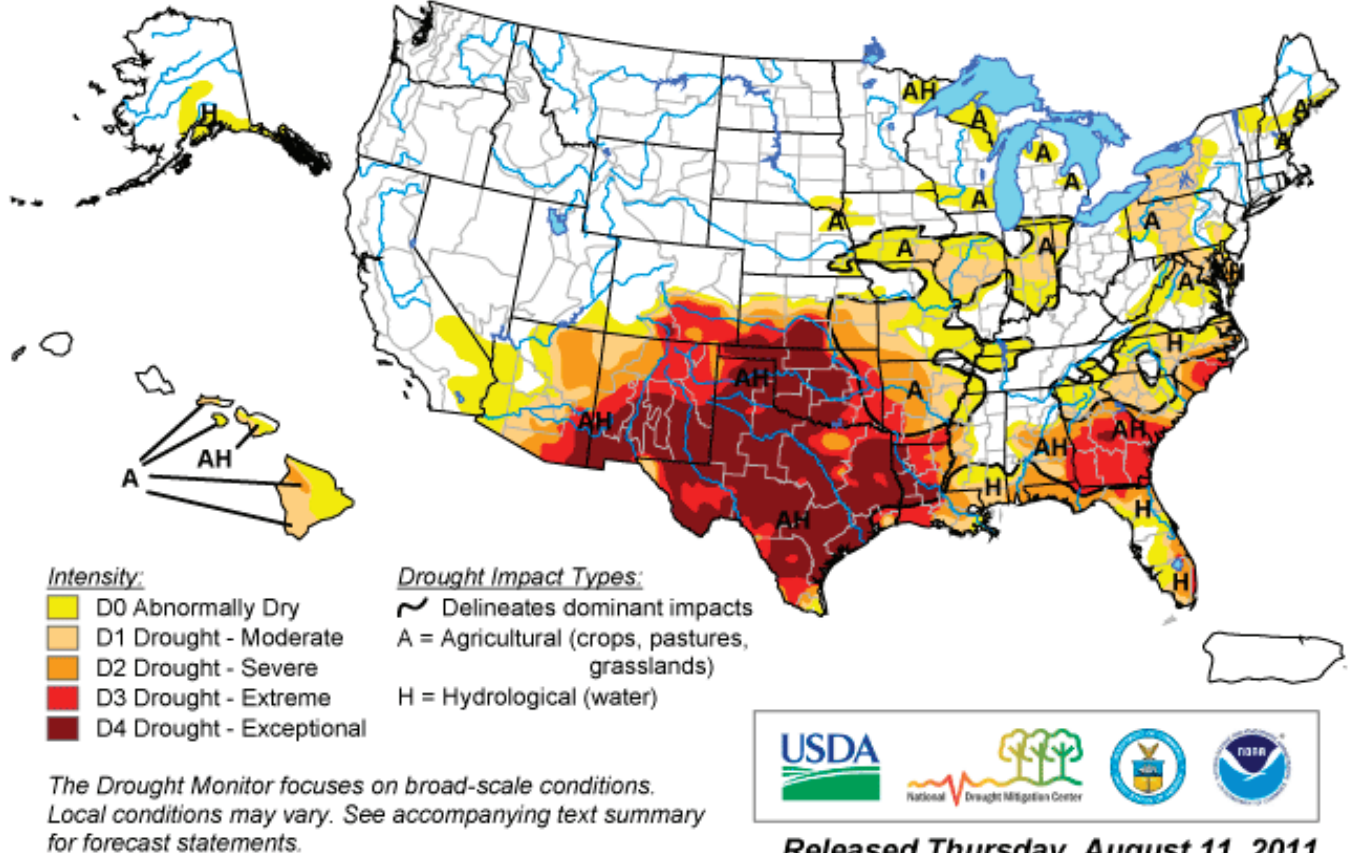 H
AH
A
A
A
A
A
A
A
A
A
A
A
AH
A
H
AH
AH
A
AH
AH
H
AH
H
H
A
AH
Intensity:
D0 Abnormally Dry
D1 Drought - Moderate
D2 Drought - Severe
D3 Drought - Extreme
D4 Drought - Exceptional
Drought Impact Types:
Delineates dominant impacts
A = Agricultural (crops, pastures,
grasslands)
H = Hydrological (water)
The Drought Monitor focuses on broad-scale conditions.
Local conditions may vary. See accompanying text summary
for forecast statements.
USDA
National Drought Mitigation Center
NOAA
Released Thursday, August 11, 2011